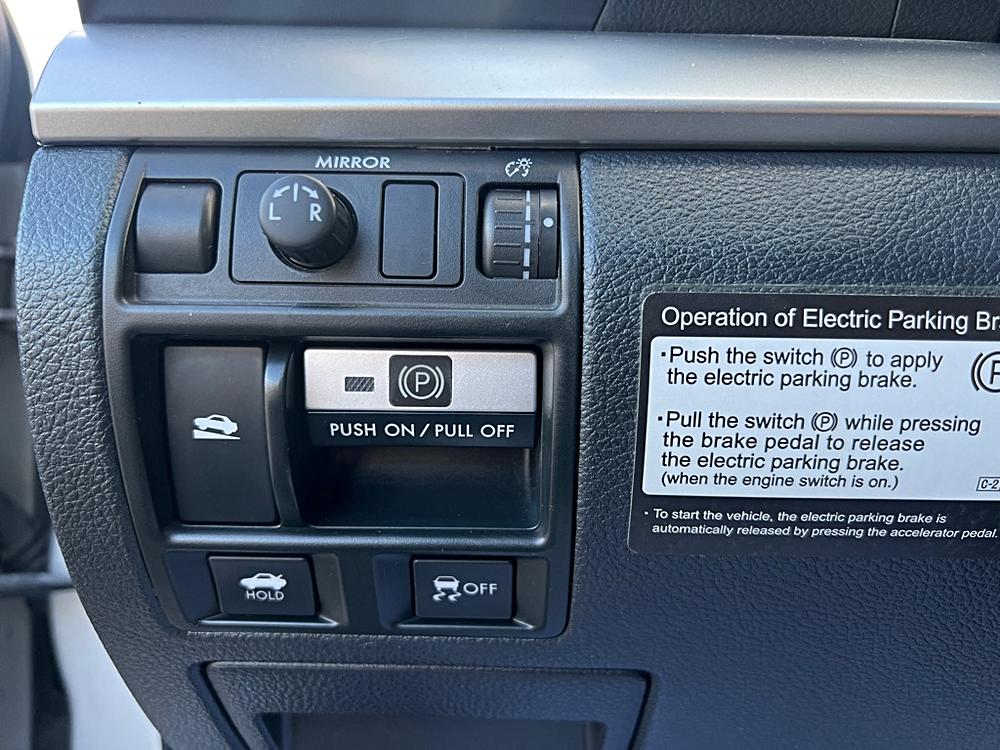 MIRROR
L R
Operation of Electric Parking
·Push the switch (P) to apply
the electric parking brake.
P
PUSH ON / PULL OFF
·Pull the switch (P) while pressing
the brake pedal to release
the electric parking brake.
(when the engine switch is on.)
· To start the vehicle, the electric parking brake is
automatically released by pressing the accelerator pedal.
HOLD
OFF